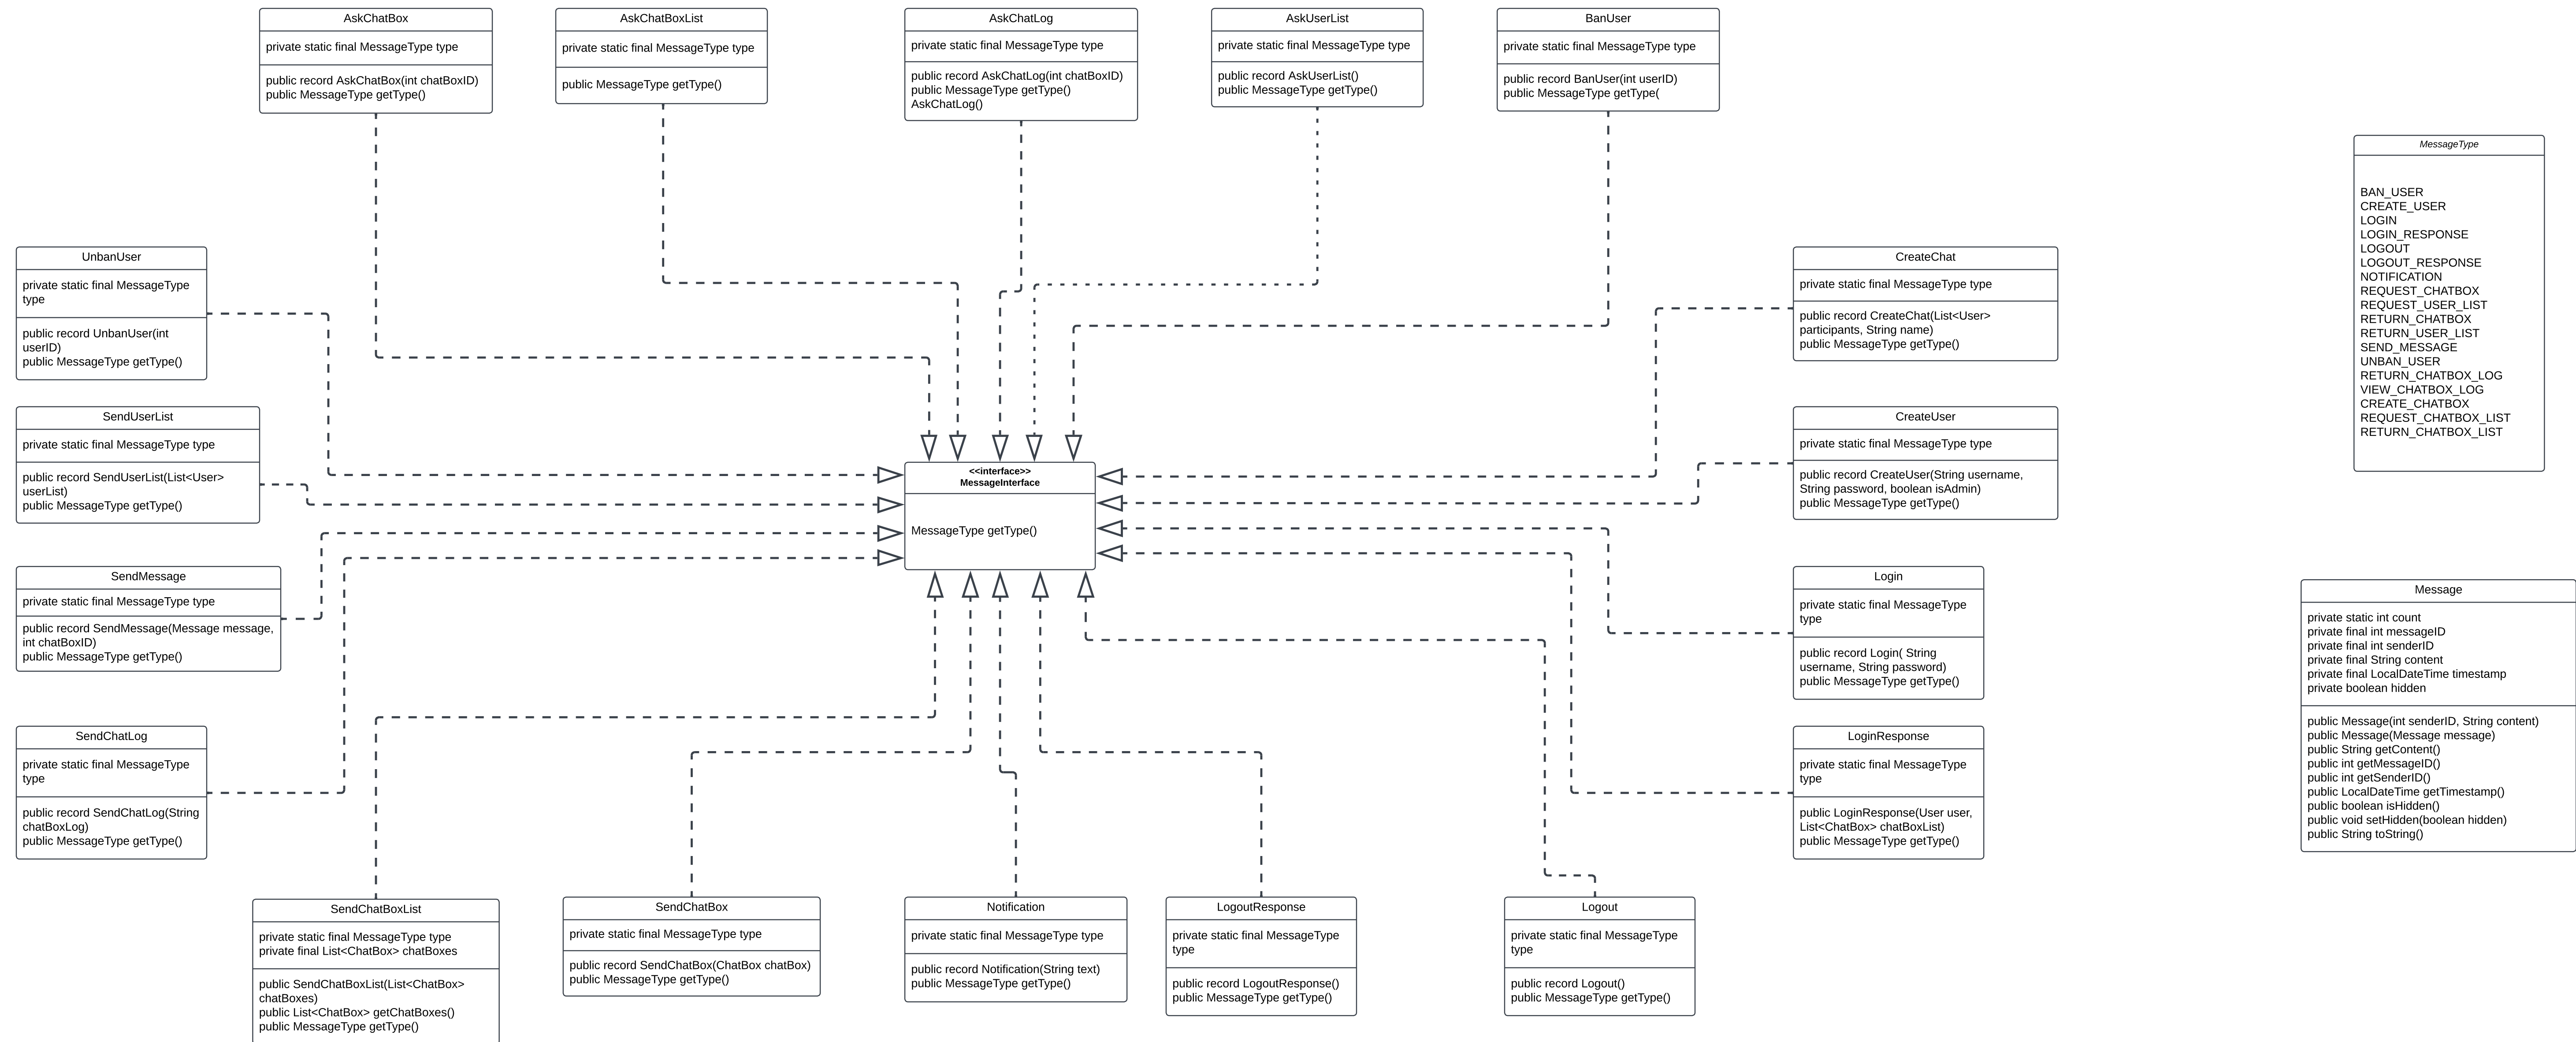 AskChatBox
private static final MessageType type
public record AskChatBox(int chatBoxID)
public MessageType getType()
AskChatBoxList
private static final MessageType type
public MessageType getType()
AskChatLog
private static final MessageType type
public record AskChatLog(int chatBoxID)
public MessageType getType()
AskChatLog()
AskUserList
private static final MessageType type
public record AskUserList()
public MessageType getType()
BanUser
private static final MessageType type
public record BanUser(int userID)
public MessageType getType(
MessageType
BAN_USER
CREATE_USER
LOGIN
LOGIN_RESPONSE
LOGOUT
LOGOUT_RESPONSE
NOTIFICATION
REQUEST_CHATBOX
REQUEST_USER_LIST
RETURN_CHATBOX
RETURN_USER_LIST
SEND_MESSAGE
UNBAN_USER
RETURN_CHATBOX_LOG
VIEW_CHATBOX_LOG
CREATE_CHATBOX
REQUEST_CHATBOX_LIST
RETURN_CHATBOX_LIST
UnbanUser
private static final MessageType
type
public record UnbanUser(int
userID)
public MessageType getType()
CreateChat
private static final MessageType type
public record CreateChat(List<User>
participants, String name)
public MessageType getType()
SendUserList
private static final MessageType type
public record SendUserList(List<User>
userList)
public MessageType getType()
<<interface>>
MessageInterface
MessageType getType()
CreateUser
private static final MessageType type
public record CreateUser(String username,
String password, boolean isAdmin)
public MessageType getType()
SendMessage
private static final MessageType type
public record SendMessage(Message message,
int chatBoxID)
public MessageType getType()
Login
private static final MessageType
type
public record Login( String
username, String password)
public MessageType getType()
Message
private static int count
private final int messageID
private final int senderID
private final String content
private final LocalDateTime timestamp
private boolean hidden
public Message(int senderID, String content)
public Message(Message message)
public String getContent()
public int getMessageID()
public int getSenderID()
public LocalDateTime getTimestamp()
public boolean isHidden()
public void setHidden(boolean hidden)
public String toString()
SendChatLog
private static final MessageType
type
public record SendChatLog(String
chatBoxLog)
public MessageType getType()
LoginResponse
private static final MessageType
type
public LoginResponse(User user,
List<ChatBox> chatBoxList)
public MessageType getType()
SendChatBoxList
private static final MessageType type
private final List<ChatBox> chatBoxes
public SendChatBoxList(List<ChatBox>
chatBoxes)
public List<ChatBox> getChatBoxes()
public MessageType getType()
SendChatBox
private static final MessageType type
public record SendChatBox(ChatBox chatBox)
public MessageType getType()
Notification
private static final MessageType type
public record Notification(String text)
public MessageType getType()
LogoutResponse
private static final MessageType
type
public record LogoutResponse()
public MessageType getType()
Logout
private static final MessageType
type
public record Logout()
public MessageType getType()